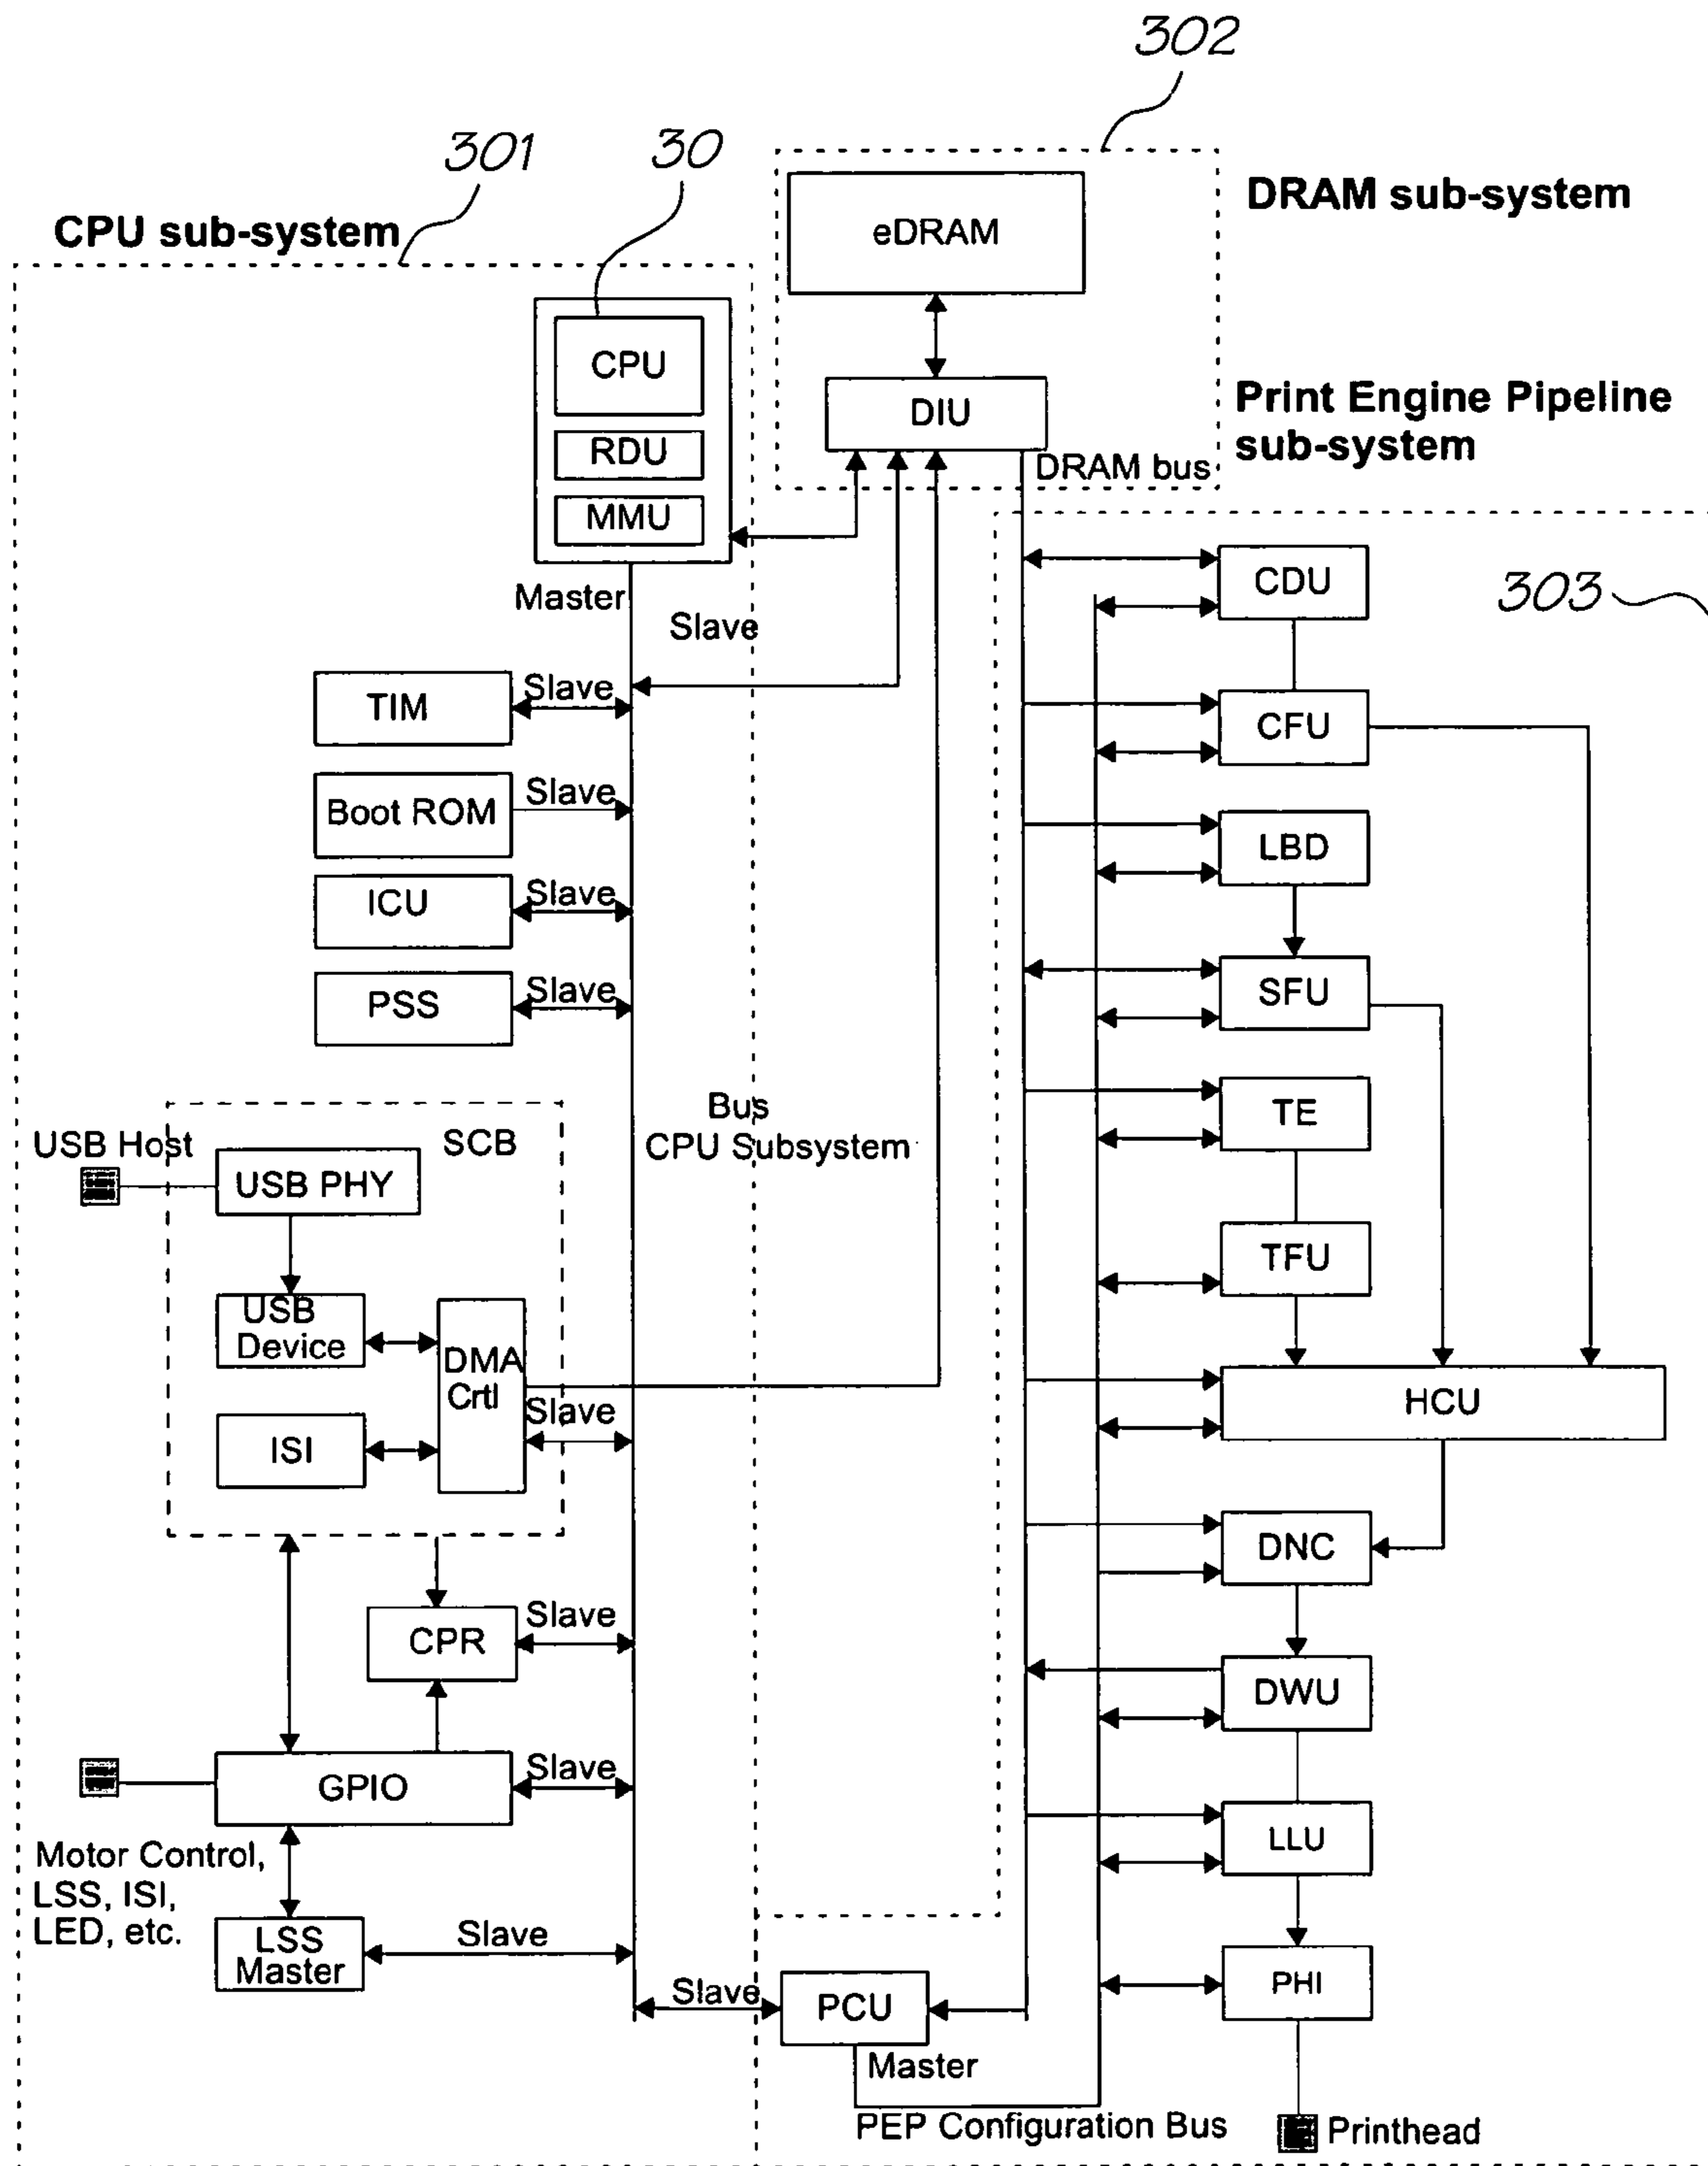 302
301
30
DRAM sub-system
CPU sub-system
eDRAM
CPU
DIU
Print Engine Pipeline
sub-system
RDU
DRAM bus
MMU
CDU
303
Master
Slave
TIM
Slave
CFU
Boot ROM
Slave
LBD
ICU
Slave
PSS
Slave
SFU
TE
Bus
CPU Subsystem
USB Host
SCB
USB PHY
TFU
USB
Device
DMA
Crtl
Slave
HCU
ISI
DNC
CPR
Slave
DWU
GPIO
Slave
LLU
Motor Control,
LSS, ISI,
LED, etc.
LSS
Master
Slave
PHI
Slave
PCU
Master
PEP Configuration Bus
Printhead